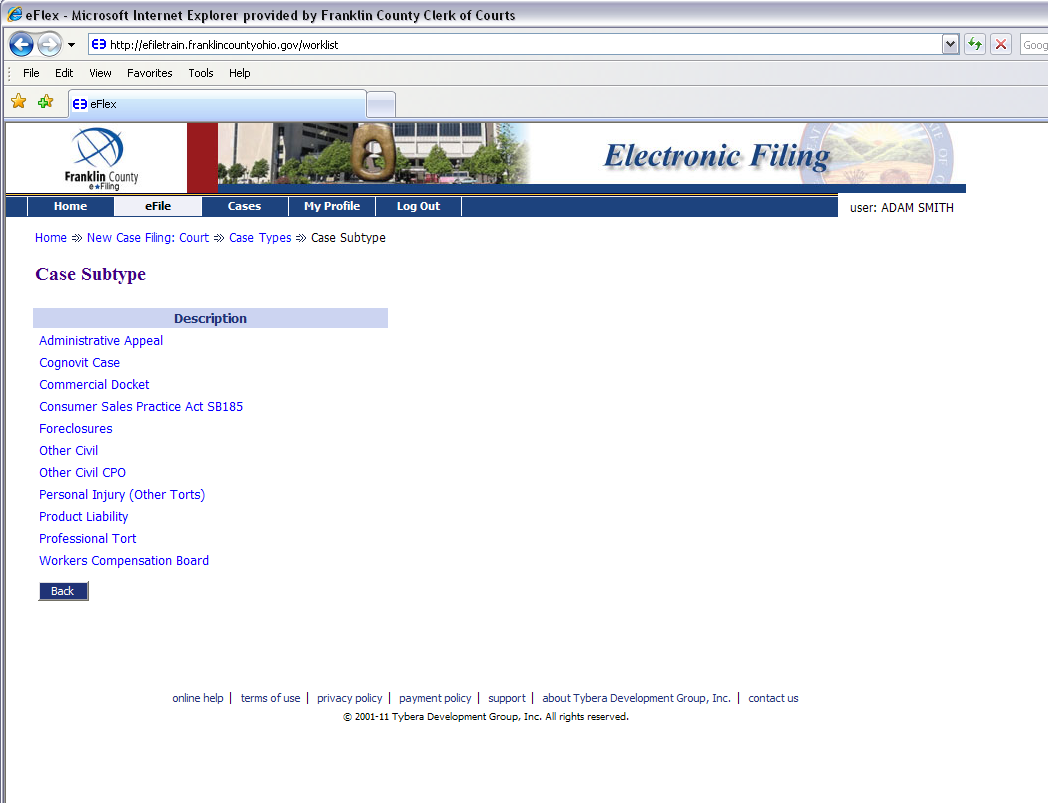 eFlex - Microsoft Internet Explorer provided by Franklin County Clerk of Courts
http://efiletrain.franklincountyohio.gov/worklist
Goog
File Edit View Favorites Tools Help
eFlex
Franklin County
e★Filing
Electronic Filing
Home eFile Cases My Profile Log Out
user: ADAM SMITH
Home ⇒ New Case Filing: Court ⇒ Case Types ⇒ Case Subtype
Case Subtype
Description
Administrative Appeal
Cognovit Case
Commercial Docket
Consumer Sales Practice Act SB185
Foreclosures
Other Civil
Other Civil CPO
Personal Injury (Other Torts)
Product Liability
Professional Tort
Workers Compensation Board
Back
online help | terms of use | privacy policy | payment policy | support | about Tybera Development Group, Inc. | contact us
© 2001-11 Tybera Development Group, Inc. All rights reserved.